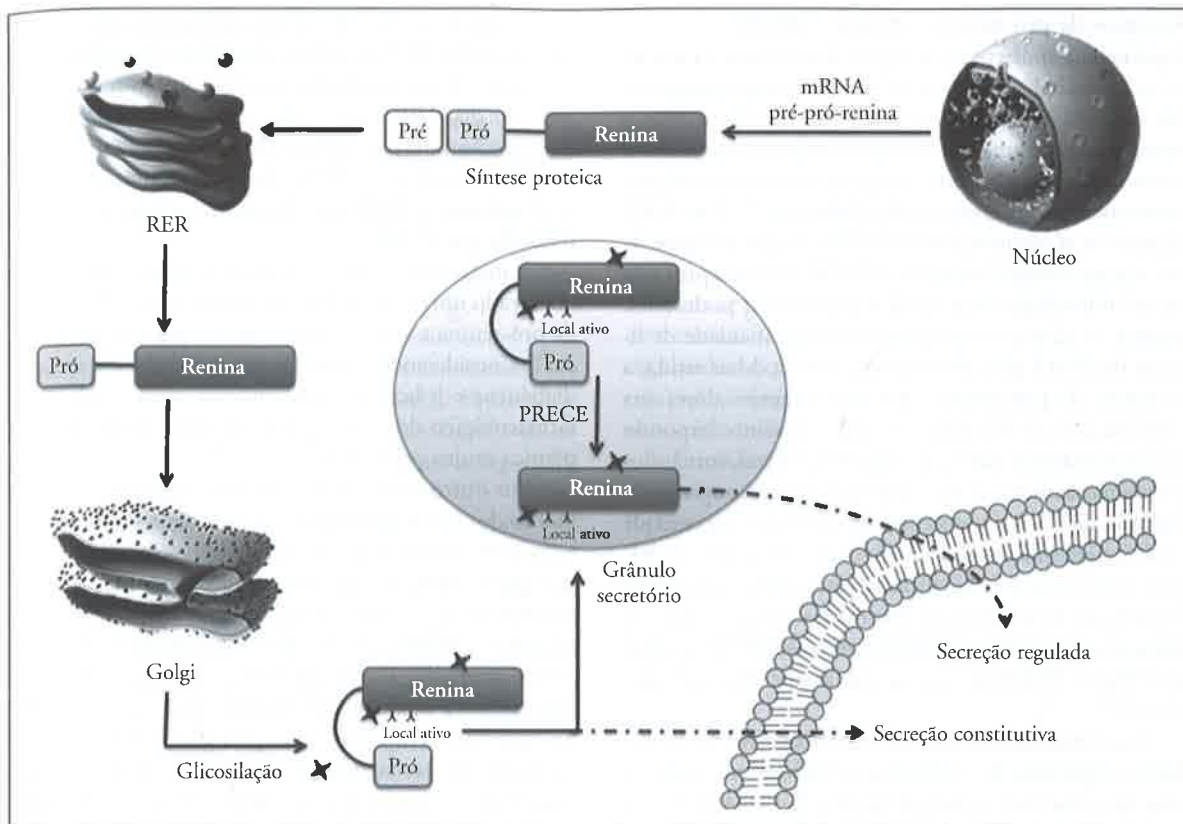 mRNA
pré-pró-renina
Pré Pró Renina
Síntese proteica
RER
Núcleo
Pró Renina
Renina
Local ativo
Pró
PRECE
Renina
Local ativo
Grânulo
secretório
Golgi
Glicosilação
Renina
Local ativo
Pró
Secreção regulada
Secreção constitutiva